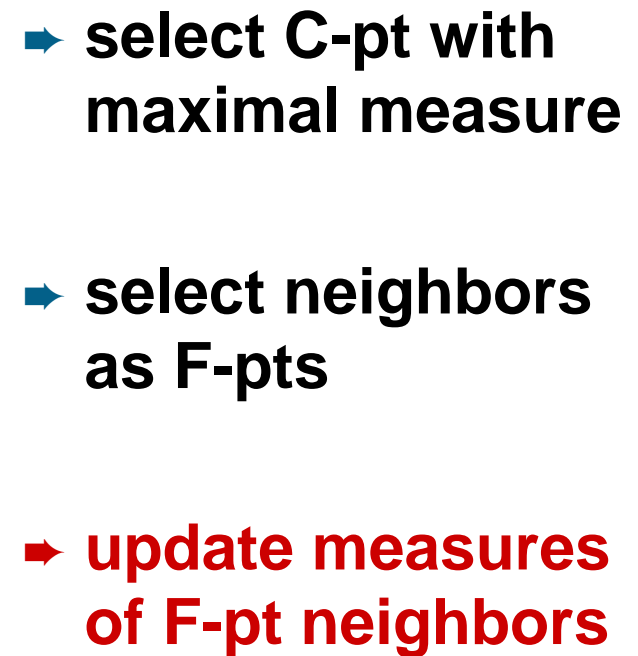 ➨ select C-pt with
maximal measure
➨ select neighbors
as F-pts
➨ update measures
of F-pt neighbors